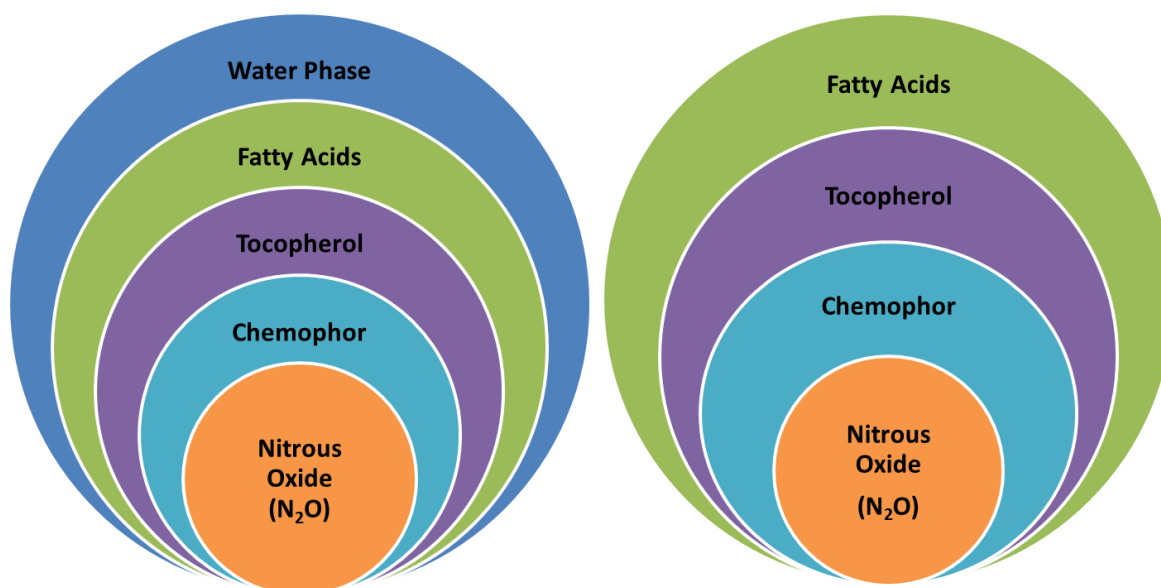 Water Phase
Fatty Acids
Tocopherol
Chemophor
Nitrous
Oxide
(N₂O)
Fatty Acids
Tocopherol
Chemophor
Nitrous
Oxide
(N₂O)